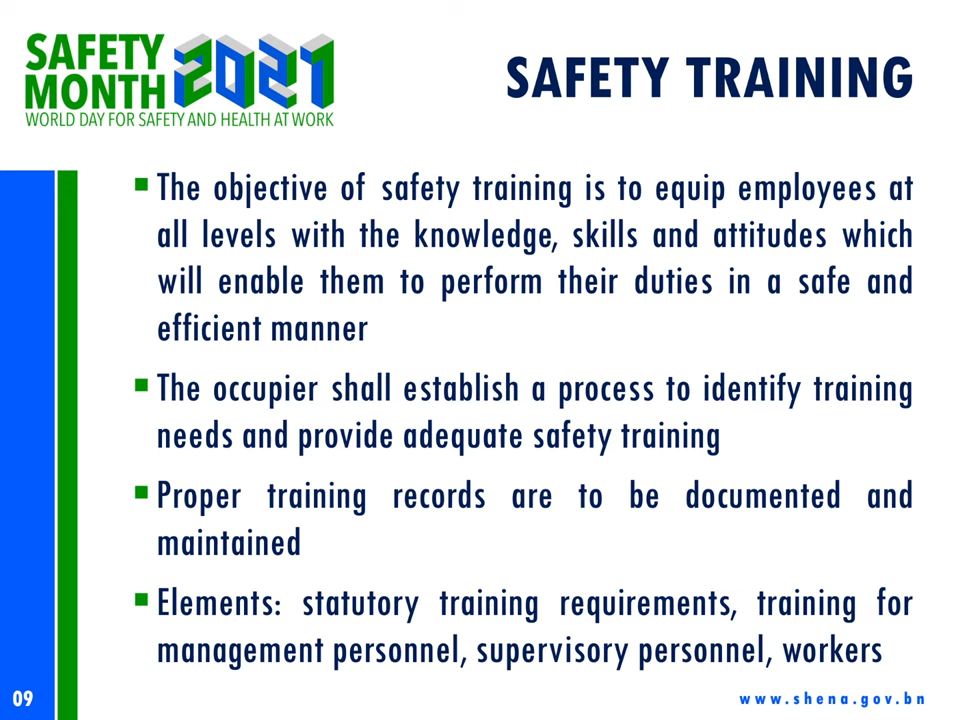 SAFETY
MONTH 2021
WORLD DAY FOR SAFETY AND HEALTH AT WORK
SAFETY TRAINING
▪ The objective of safety training is to equip employees at
all levels with the knowledge, skills and attitudes which
will enable them to perform their duties in a safe and
efficient manner
▪ The occupier shall establish a process to identify training
needs and provide adequate safety training
▪ Proper training records are to be documented and
maintained
▪ Elements: statutory training requirements, training for
management personnel, supervisory personnel, workers
09
www.shena.gov.bn